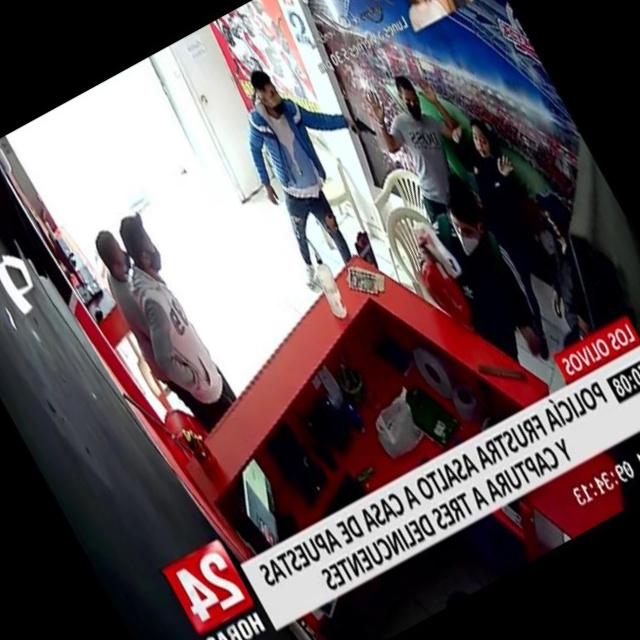 LOS OLIVOS
POLICÍA FRUSTRA ASALTO A CASA DE APUESTAS
Y CAPTURA A TRES DELINCUENTES
24
HORAS
09:34:13